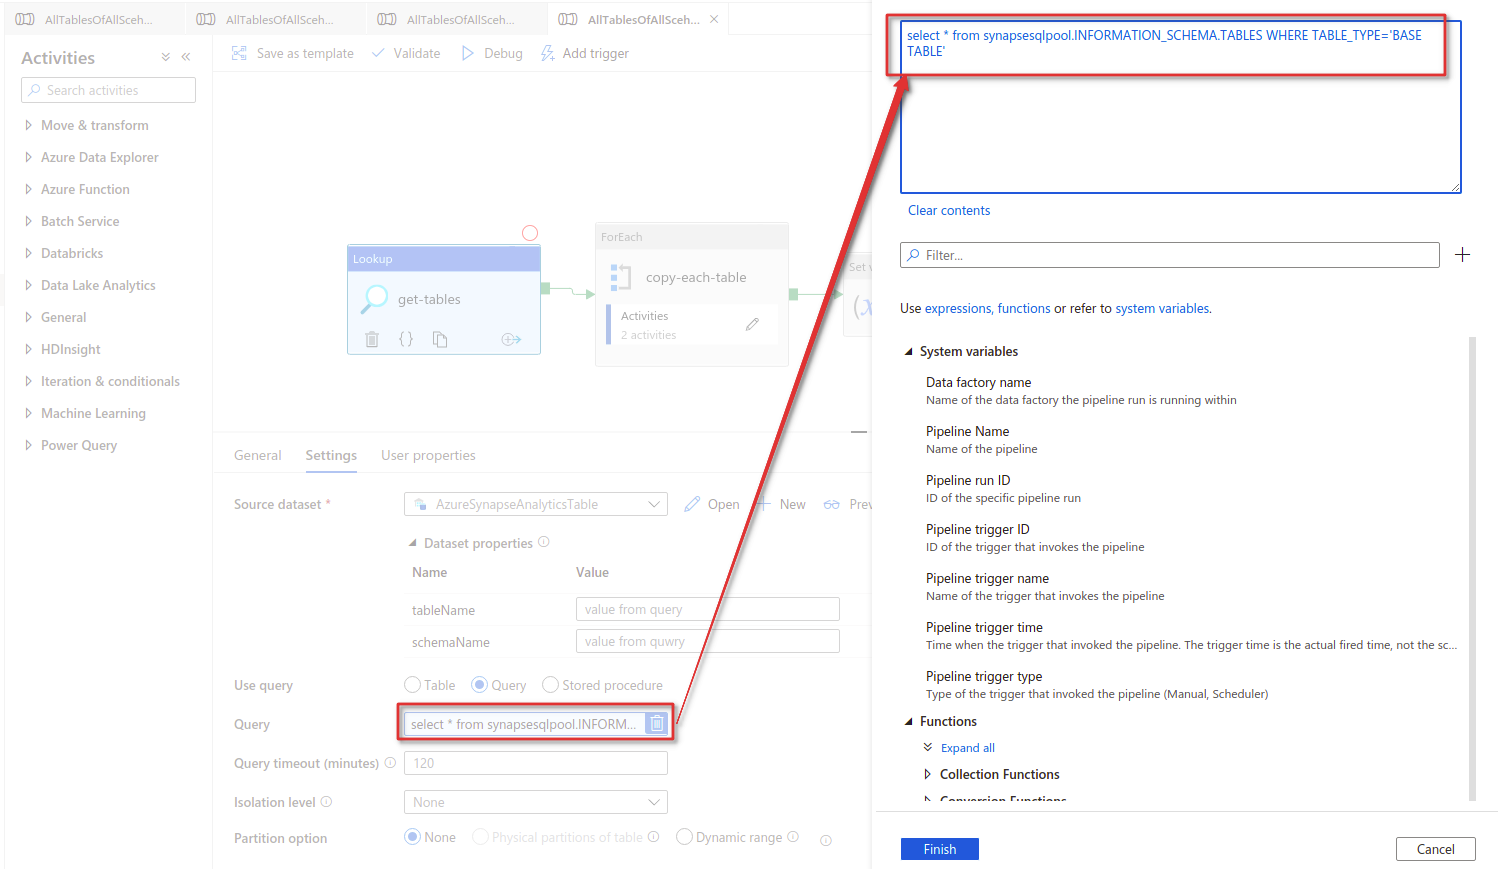 AllTablesOfAllSceh...
AllTablesOfAllSceh...
AllTablesOfAllSceh...
AllTablesOfAllSceh...
Activities
Search activities
Move & transform
Azure Data Explorer
Azure Function
Batch Service
Databricks
Data Lake Analytics
General
HDInsight
Iteration & conditionals
Machine Learning
Power Query
Save as template
Validate
Debug
Add trigger
Lookup
get-tables
ForEach
copy-each-table
Activities
2 activities
Set v
(x
General
Settings
User properties
Source dataset *
AzureSynapseAnalyticsTable
Open
New
Prev
Dataset properties
Name
Value
tableName
value from query
schemaName
value from quwry
Use query
Table
Query
Stored procedure
Query
select * from synapsesqlpool.INFORM...
Query timeout (minutes)
120
Isolation level
None
Partition option
None
Physical partitions of table
Dynamic range
select * from synapsesqlpool.INFORMATION_SCHEMA.TABLES WHERE TABLE_TYPE='BASE
TABLE'
Clear contents
Filter...
Use expressions, functions or refer to system variables.
System variables
Data factory name
Name of the data factory the pipeline run is running within
Pipeline Name
Name of the pipeline
Pipeline run ID
ID of the specific pipeline run
Pipeline trigger ID
ID of the trigger that invokes the pipeline
Pipeline trigger name
Name of the trigger that invokes the pipeline
Pipeline trigger time
Time when the trigger that invoked the pipeline. The trigger time is the actual fired time, not the sc...
Pipeline trigger type
Type of the trigger that invoked the pipeline (Manual, Scheduler)
Functions
Expand all
Collection Functions
Conversion Functions
Finish
Cancel